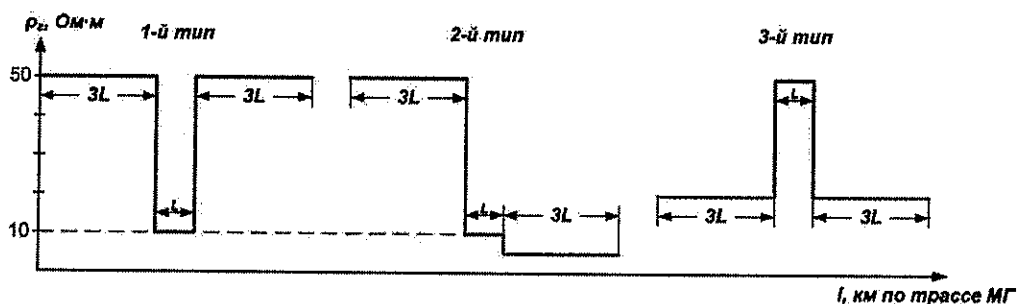 ρг, Ом·м
1-й тип
2-й тип
3-й тип
50
3L
3L
3L
L
L
L
3L
3L
3L
10
l, км по трассе МГ